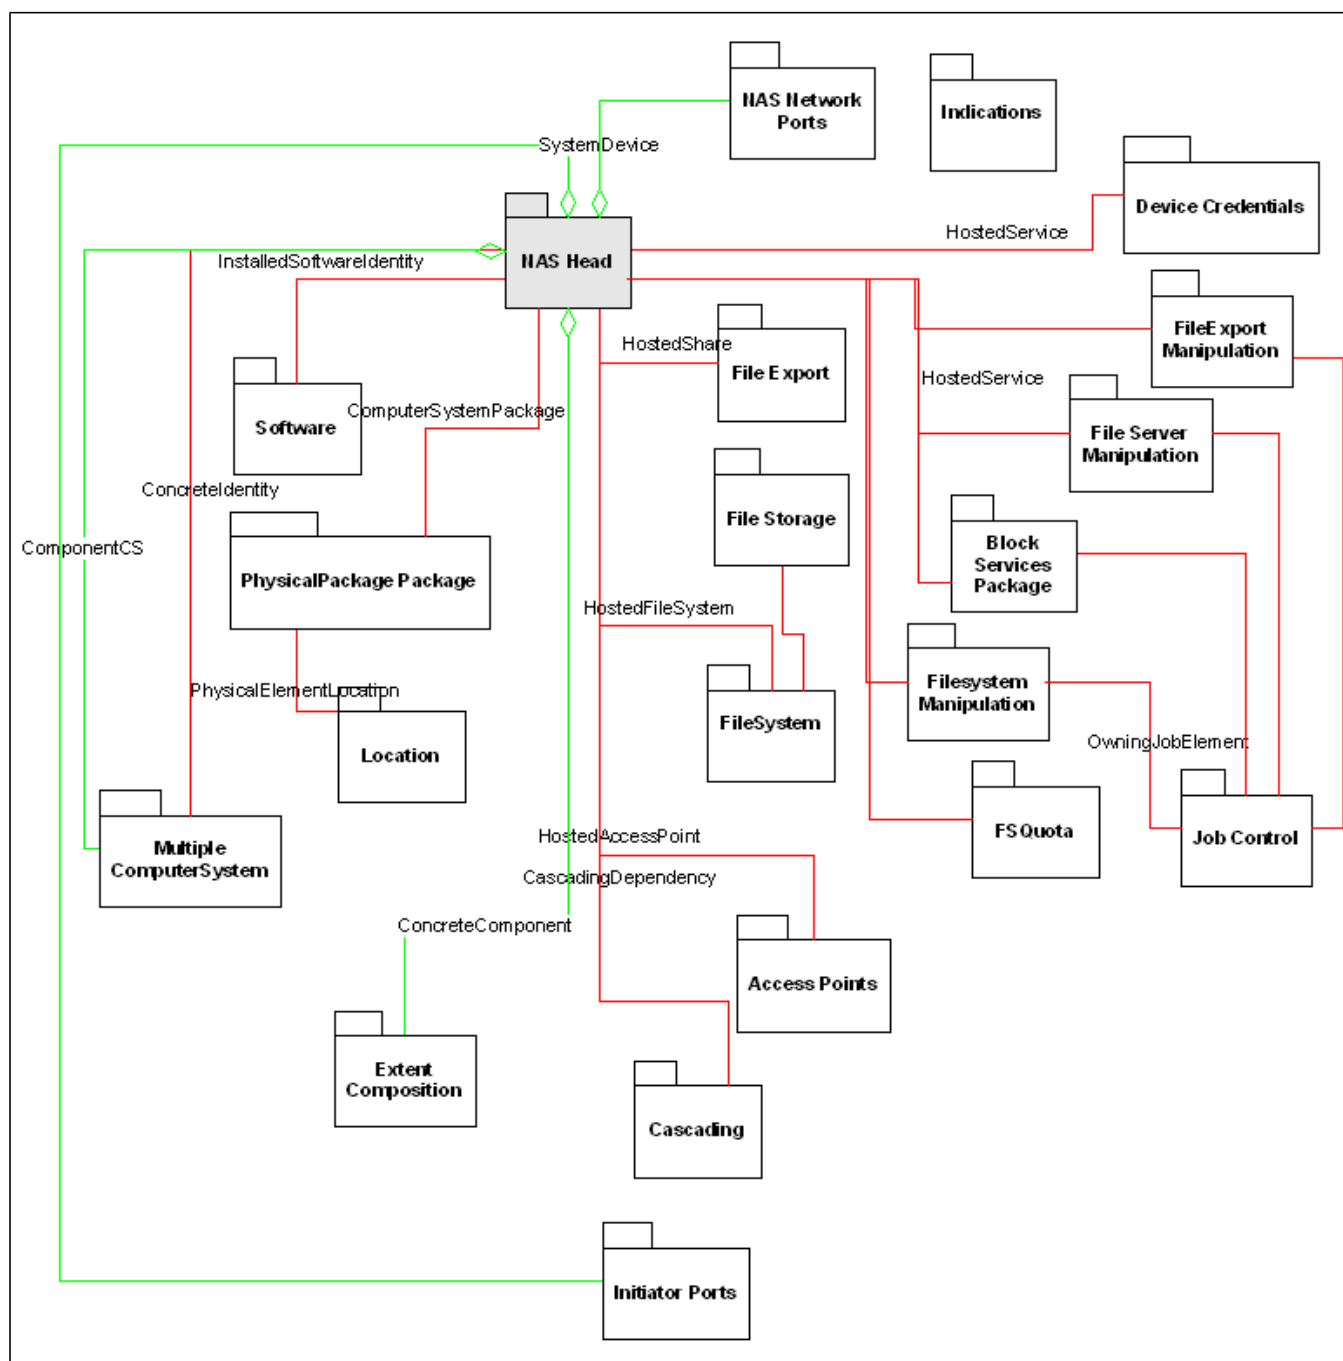 NAS Network
Ports
Indications
SystemDevice
Device Credentials
HostedService
NAS Head
InstalledSoftwareIdentity
FileExport
Manipulation
HostedShare
File Export
HostedService
ComputerSystemPackage
Software
File Server
Manipulation
ConcreteIdentity
File Storage
ComponentCS
Block
Services
Package
PhysicalPackage Package
HostedFileSystem
PhysicalElementLocation
Filesystem
Manipulation
FileSystem
OwningJobElement
Location
HostedAccessPoint
FSQuota
Job Control
Multiple
ComputerSystem
CascadingDependency
ConcreteComponent
Access Points
Extent
Composition
Cascading
Initiator Ports